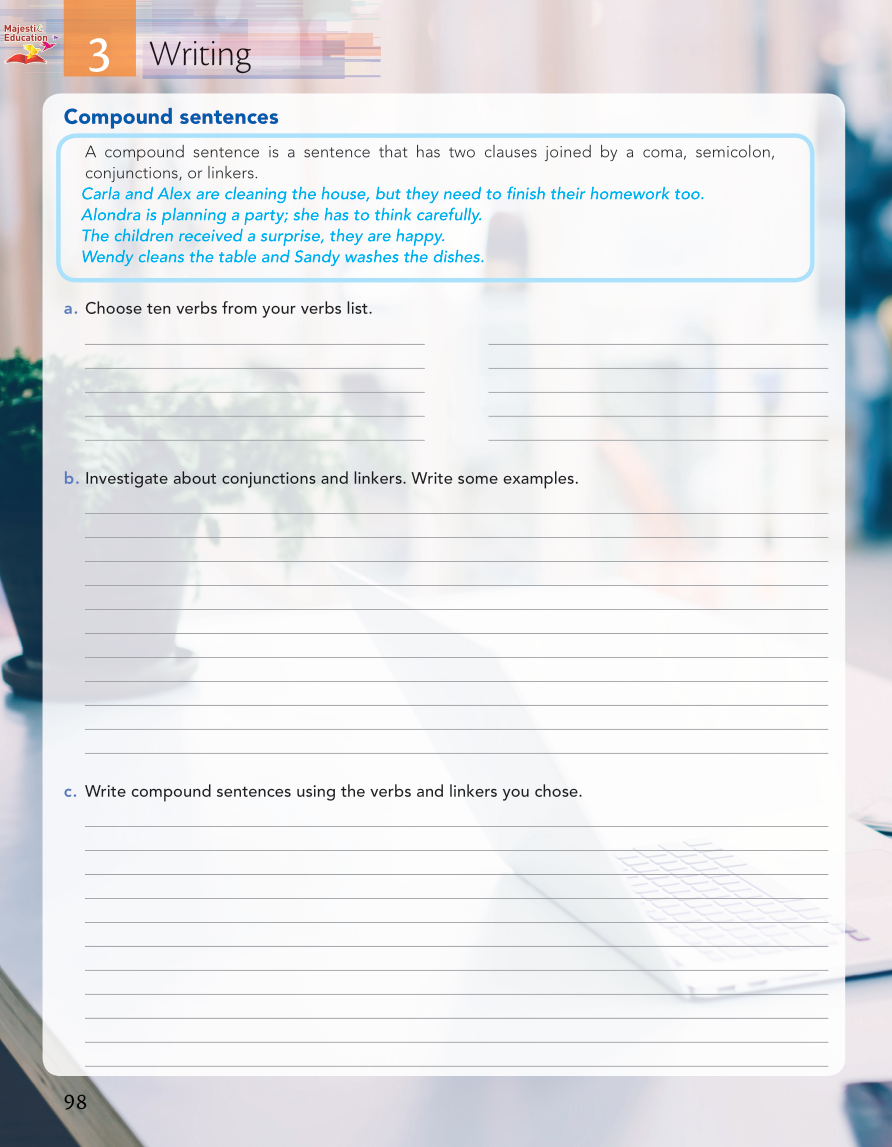 Majestic
Education
3 Writing
Compound sentences
A compound sentence is a sentence that has two clauses joined by a coma, semicolon,
conjunctions, or linkers.
Carla and Alex are cleaning the house, but they need to finish their homework too.
Alondra is planning a party; she has to think carefully.
The children received a surprise, they are happy.
Wendy cleans the table and Sandy washes the dishes.
a. Choose ten verbs from your verbs list.
b. Investigate about conjunctions and linkers. Write some examples.
c. Write compound sentences using the verbs and linkers you chose.
98